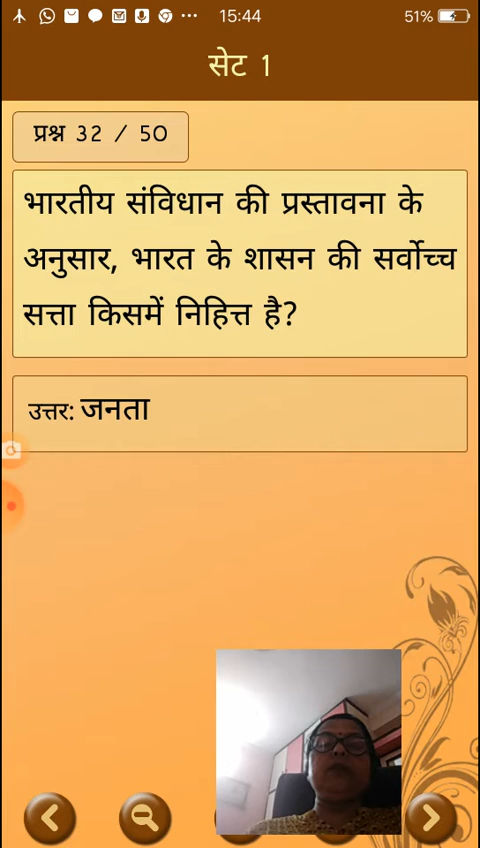 15:44
51%
सेट 1
प्रश्न 32 / 50
भारतीय संविधान की प्रस्तावना के
अनुसार, भारत के शासन की सर्वोच्च
सत्ता किसमें निहित्त है?
उत्तर: जनता